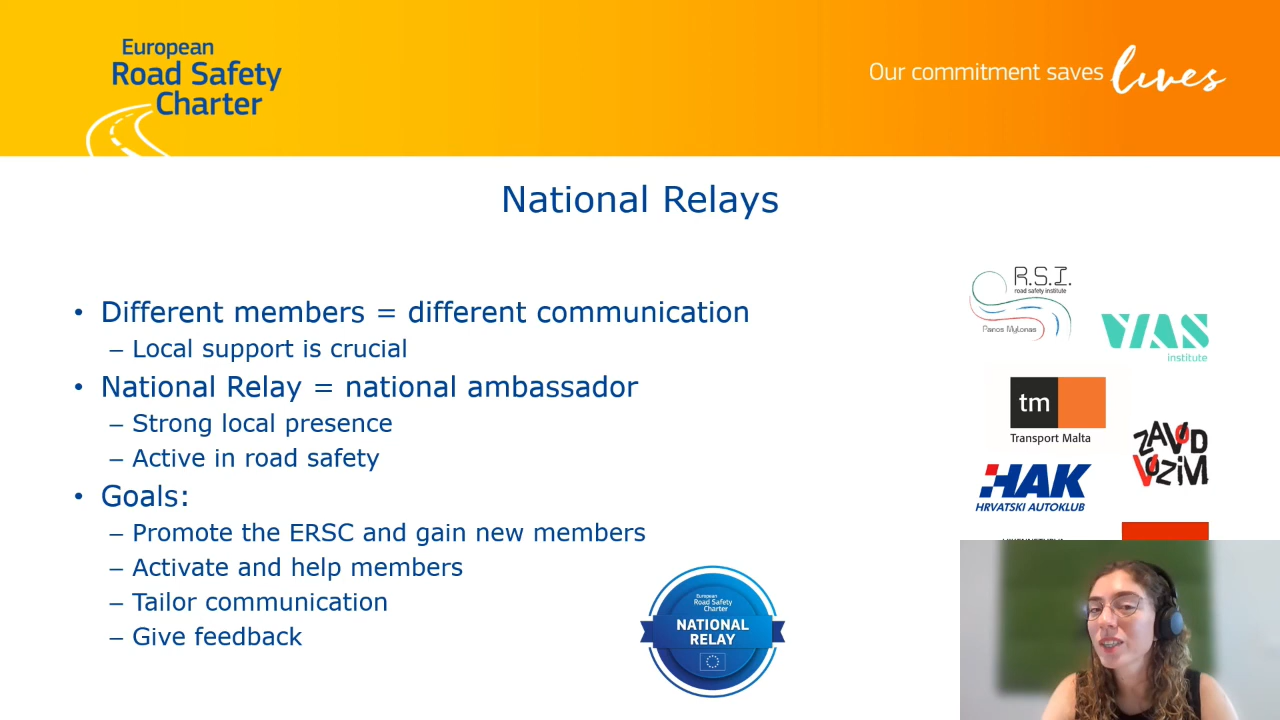 European
Road Safety
Charter
Our commitment saves lives
National Relays
• Different members = different communication
– Local support is crucial
• National Relay = national ambassador
– Strong local presence
– Active in road safety
• Goals:
– Promote the ERSC and gain new members
– Activate and help members
– Tailor communication
– Give feedback
R.S.I.
road safety institute
Panos Mylonas
VIAS
institute
tm
Transport Malta
ZAVOD
VOZIM
HAK
HRVATSKI AUTOKLUB
European
Road Safety
Charter
NATIONAL
RELAY